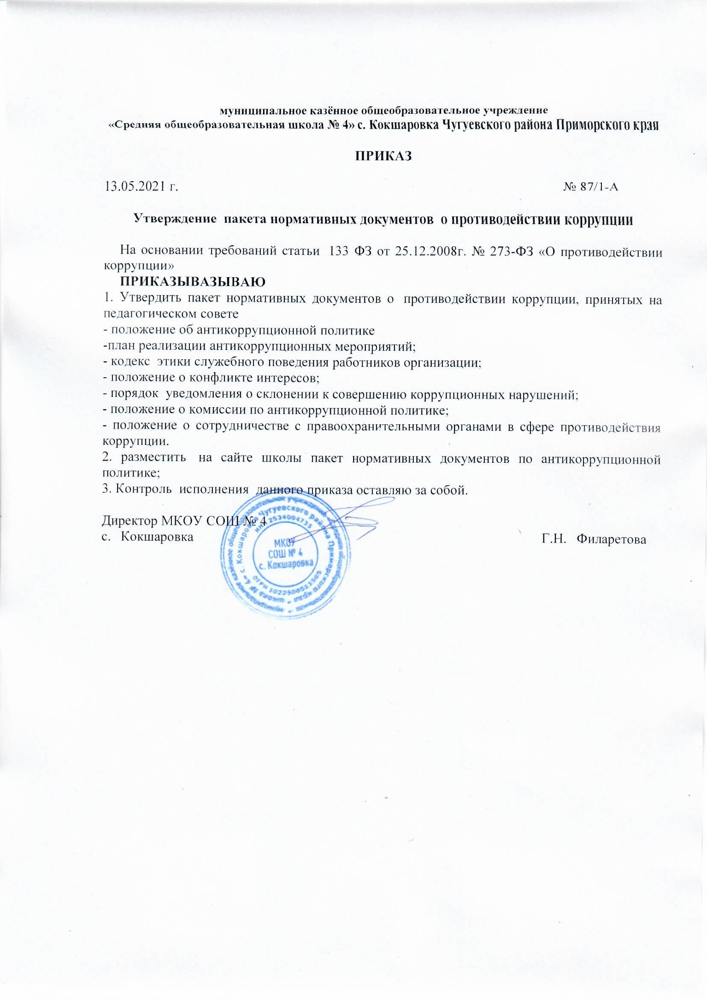 муниципальное казённое общеобразовательное учреждение
«Средняя общеобразовательная школа № 4» с. Кокшаровка Чугуевского района Приморского края
ПРИКАЗ
13.05.2021 г. № 87/1-А
Утверждение пакета нормативных документов о противодействии коррупции
На основании требований статьи 133 ФЗ от 25.12.2008г. № 273-ФЗ «О противодействии
коррупции»
ПРИКАЗЫВАЗЫВАЮ
1. Утвердить пакет нормативных документов о противодействии коррупции, принятых на
педагогическом совете
- положение об антикоррупционной политике
-план реализации антикоррупционных мероприятий;
- кодекс этики служебного поведения работников организации;
- положение о конфликте интересов;
- порядок уведомления о склонении к совершению коррупционных нарушений;
- положение о комиссии по антикоррупционной политике;
- положение о сотрудничестве с правоохранительными органами в сфере противодействия
коррупции.
2. разместить на сайте школы пакет нормативных документов по антикоррупционной
политике;
3. Контроль исполнения данного приказа оставляю за собой.
Директор МКОУ СОШ № 4
с. Кокшаровка Г.Н. Филаретова
муниципальное казённое общеобразовательное учреждение «Средняя общеобразовательная
школа № 4» с. Кокшаровка Чугуевского района Приморского края
ИНН 2534004735
ОГРН 1022500511505
МКОУ
СОШ № 4
с. Кокшаровка